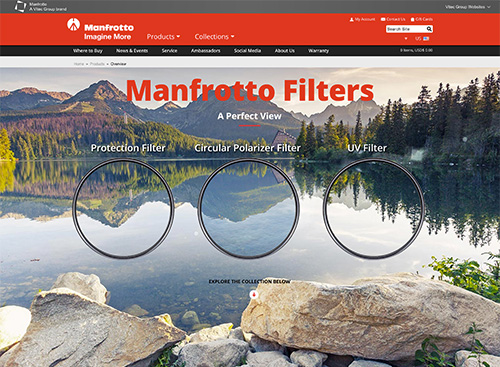 Manfrotto
A Vitec Group brand
Vitec Group Websites
My Account
Contact Us
Gift Cards
Manfrotto
Imagine More
Products
Collections
Search Site
US
Where to Buy
News & Events
Service
Ambassadors
Social Media
About Us
Warranty
0 items, USD$ 0.00
Home » Products » Overview
Manfrotto Filters
A Perfect View
Protection Filter
Circular Polarizer Filter
UV Filter
EXPLORE THE COLLECTION BELOW